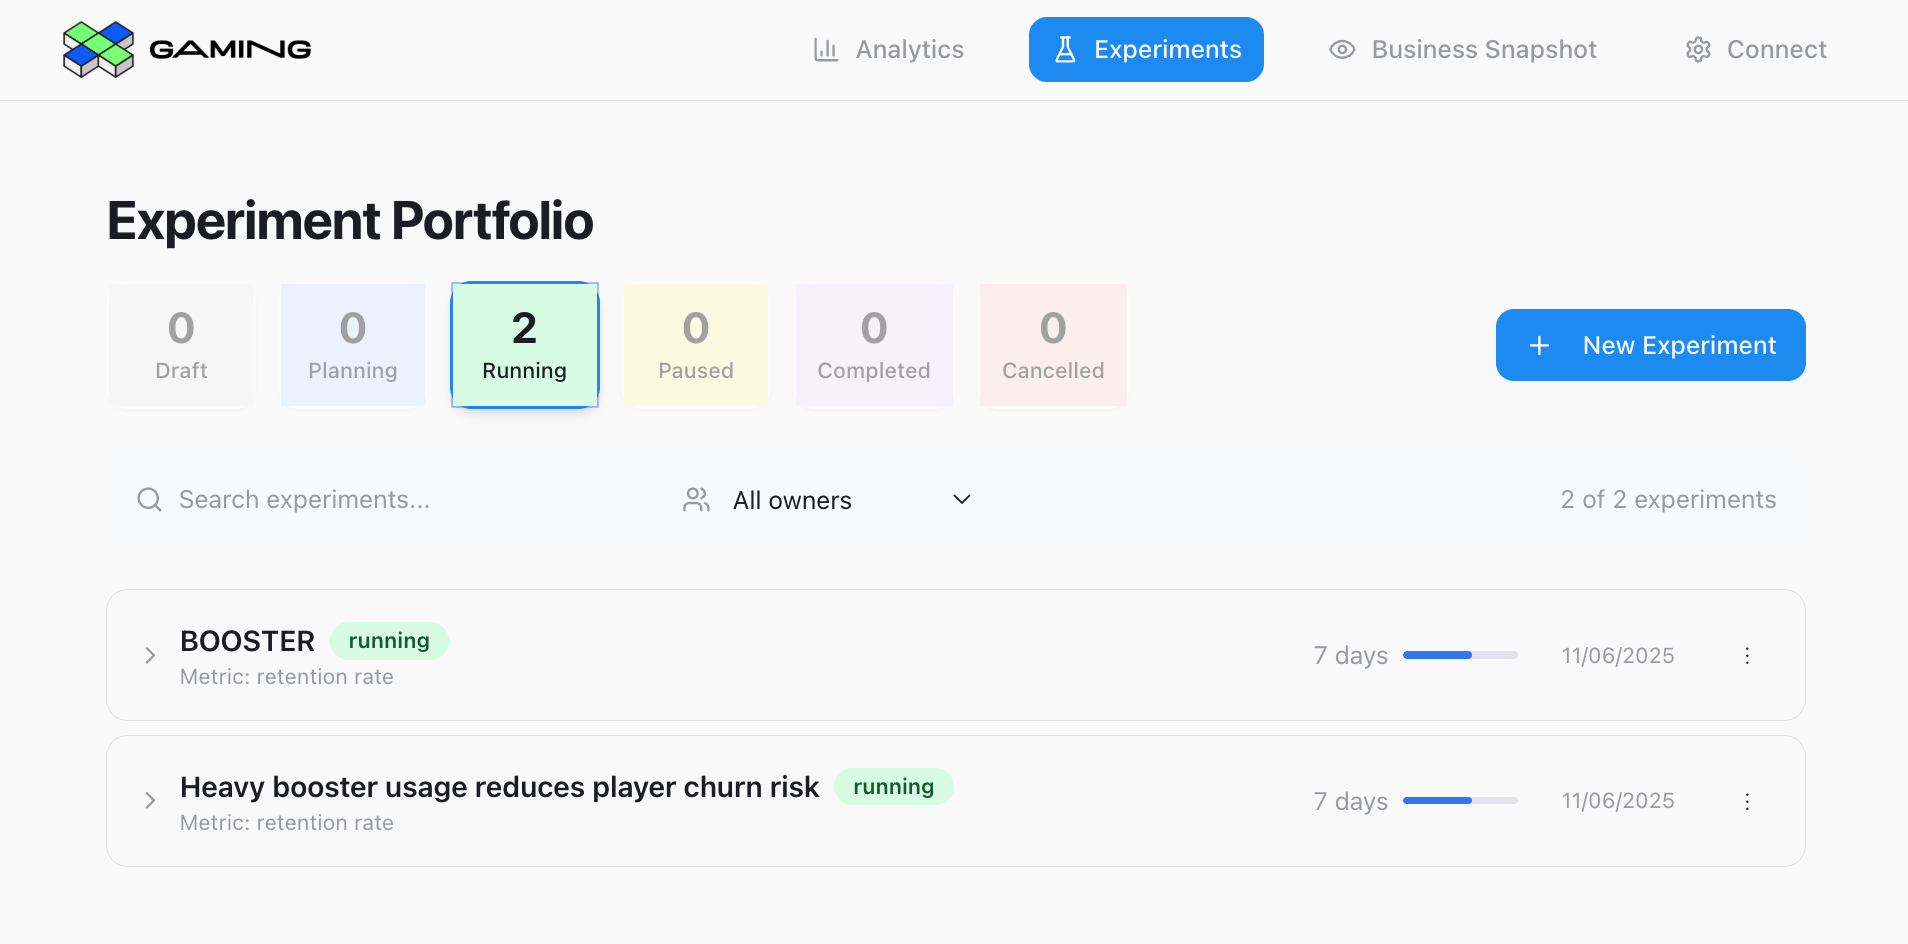 GAMING
Analytics
Experiments
Business Snapshot
Connect
Experiment Portfolio
0
Draft
0
Planning
2
Running
0
Paused
0
Completed
0
Cancelled
+ New Experiment
Search experiments...
All owners
2 of 2 experiments
BOOSTER running
Metric: retention rate
7 days
11/06/2025
Heavy booster usage reduces player churn risk running
Metric: retention rate
7 days
11/06/2025